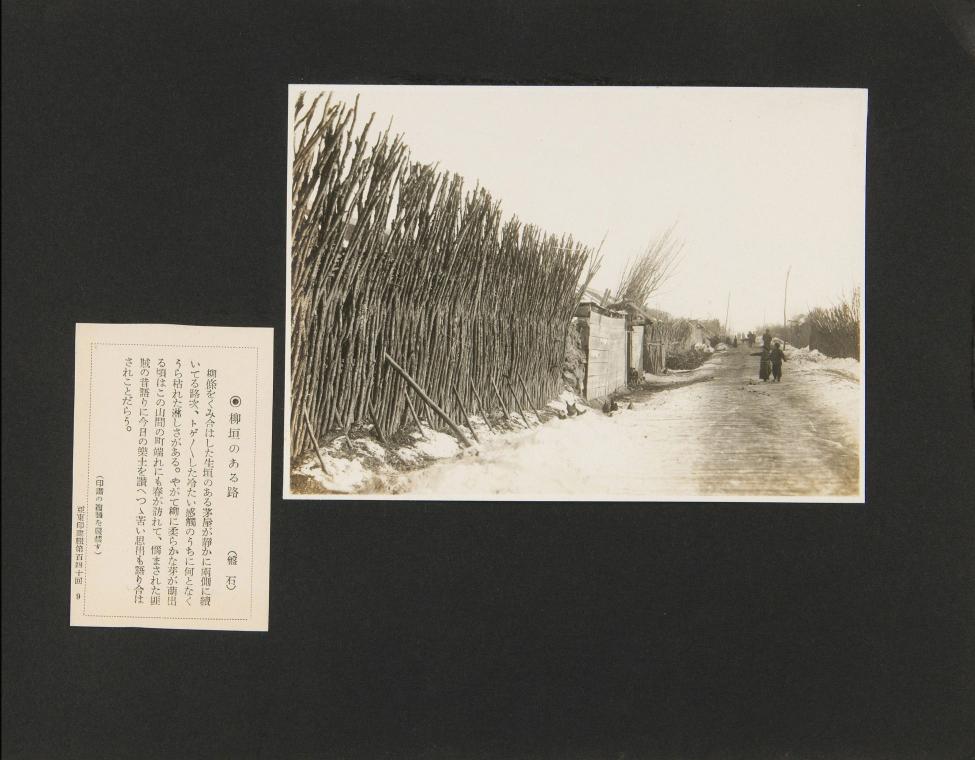 ◉柳垣のある路　（盤石）
柳條をくみ合はした生垣のある茅屋が靜かに兩側に續
いてる路次、トゲ〳〵した冷たい感觸のうちに何となく
うら枯れた淋しさがある。やがて柳に柔らかな芽が萠出
る頃はこの山間の町端れにも春が訪れて、惱まされた匪
賊の昔語りに今日の樂土を讃へつゝ苦い思出も語り合は
されことだらう。
（印畫の複製を嚴禁す）
亞東印畫輯第百四十回　9